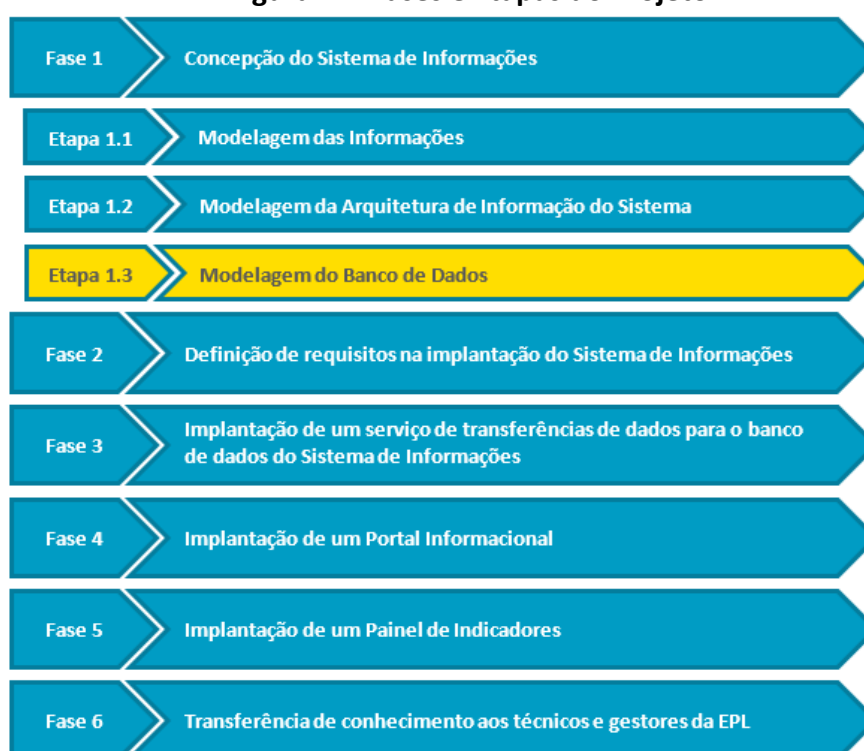 Fase 1 Concepção do Sistema de Informações
Etapa 1.1 Modelagem das Informações
Etapa 1.2 Modelagem da Arquitetura de Informação do Sistema
Etapa 1.3 Modelagem do Banco de Dados
Fase 2 Definição de requisitos na implantação do Sistema de Informações
Fase 3 Implantação de um serviço de transferências de dados para o banco
de dados do Sistema de Informações
Fase 4 Implantação de um Portal Informacional
Fase 5 Implantação de um Painel de Indicadores
Fase 6 Transferência de conhecimento aos técnicos e gestores da EPL